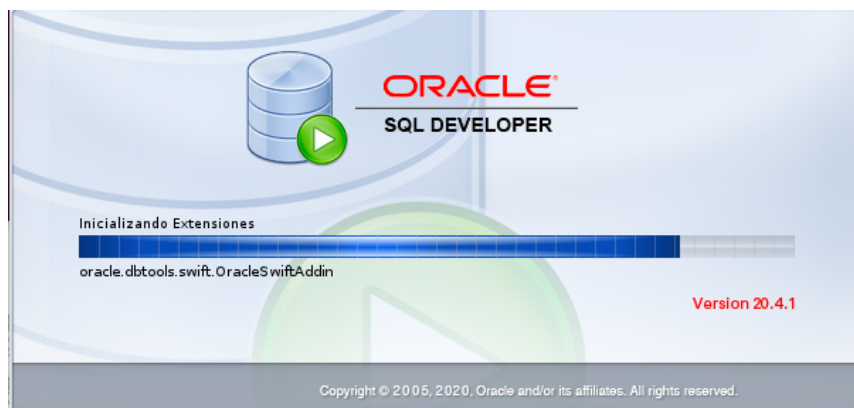 ORACLE®
SQL DEVELOPER
Inicializando Extensiones
oracle.dbtools.swift.OracleSwiftAddin
Version 20.4.1
Copyright © 2005, 2020, Oracle and/or its affiliates. All rights reserved.